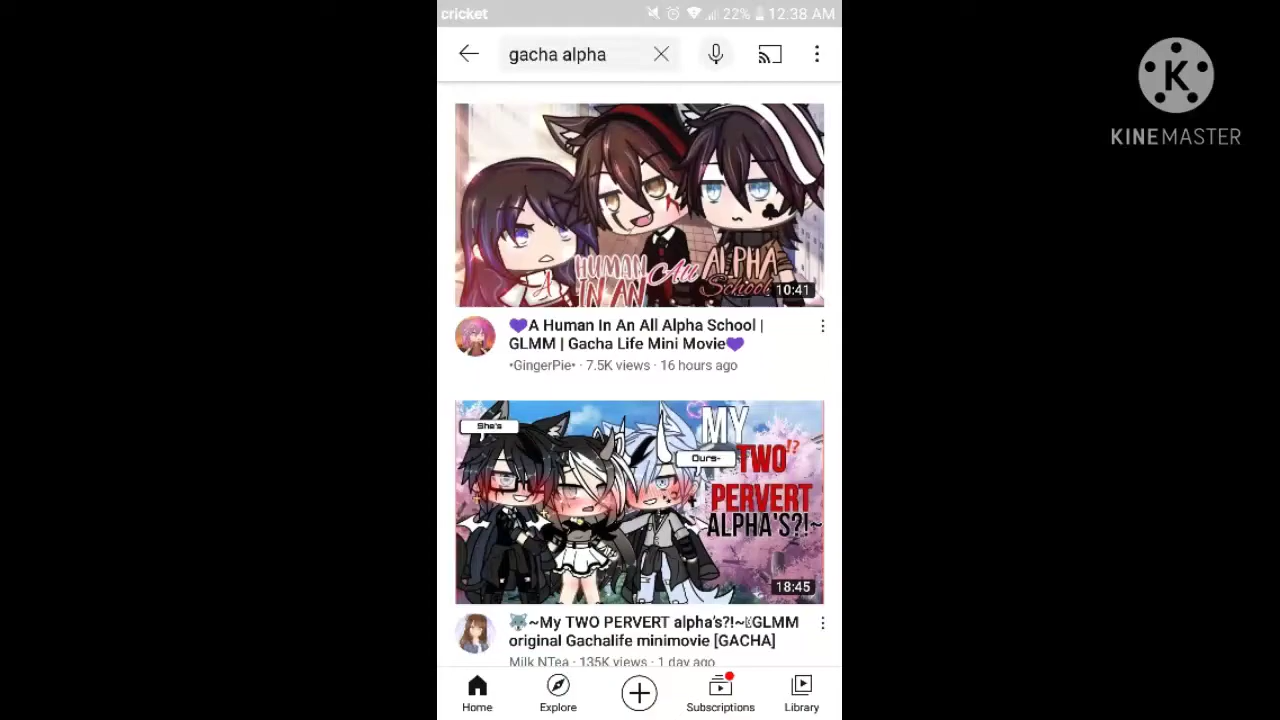 cricket 22% 12:38 AM
gacha alpha
KINEMASTER
A HUMAN IN AN All ALPHA School
10:41
💜A Human In An All Alpha School |
GLMM | Gacha Life Mini Movie💜
•GingerPie• · 7.5K views · 16 hours ago
She's
Ours-
MY
TWO!?
PERVERT
ALPHA'S?!~
18:45
🐺~My TWO PERVERT alpha's?!~ GLMM
original Gachalife minimovie [GACHA]
Milk NTea · 135K views · 1 day ago
Home Explore Subscriptions Library